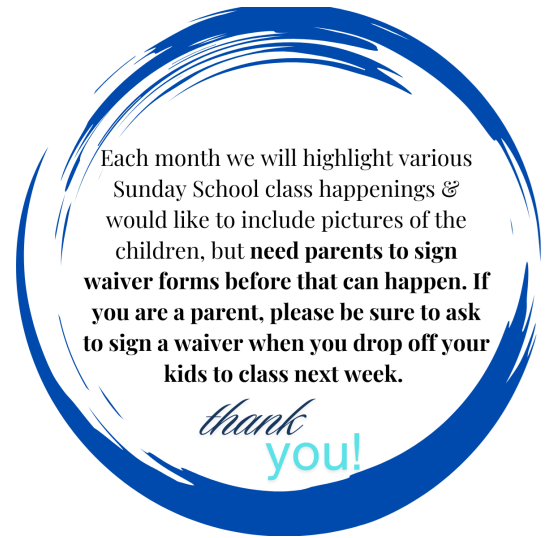 Each month we will highlight various
Sunday School class happenings &
would like to include pictures of the
children, but need parents to sign
waiver forms before that can happen. If
you are a parent, please be sure to ask
to sign a waiver when you drop off your
kids to class next week.
thank
you!